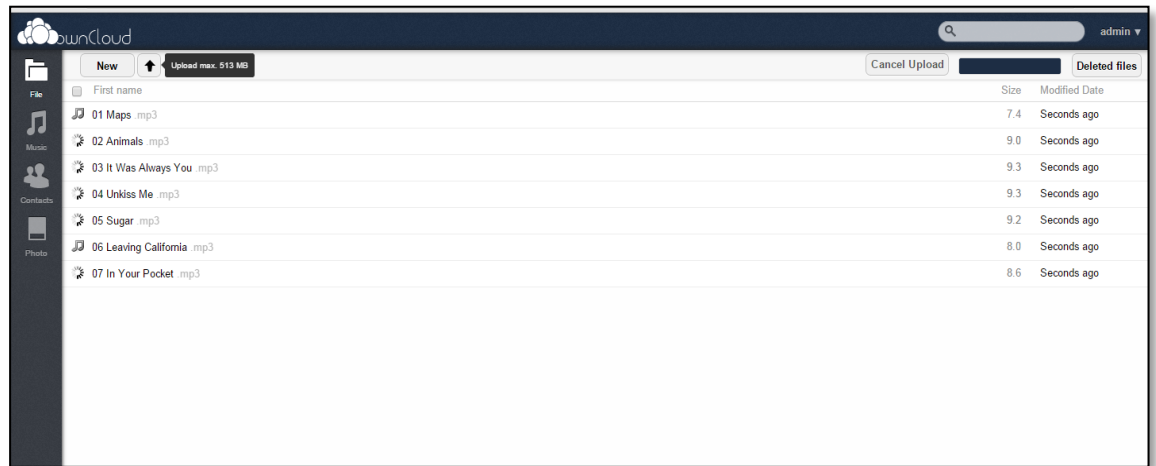 ownCloud admin ▾
New Upload max. 513 MB Cancel Upload Deleted files
File
First name Size Modified Date
01 Maps .mp3 7.4 Seconds ago
Music
02 Animals .mp3 9.0 Seconds ago
03 It Was Always You .mp3 9.3 Seconds ago
Contacts
04 Unkiss Me .mp3 9.3 Seconds ago
05 Sugar .mp3 9.2 Seconds ago
Photo
06 Leaving California .mp3 8.0 Seconds ago
07 In Your Pocket .mp3 8.6 Seconds ago